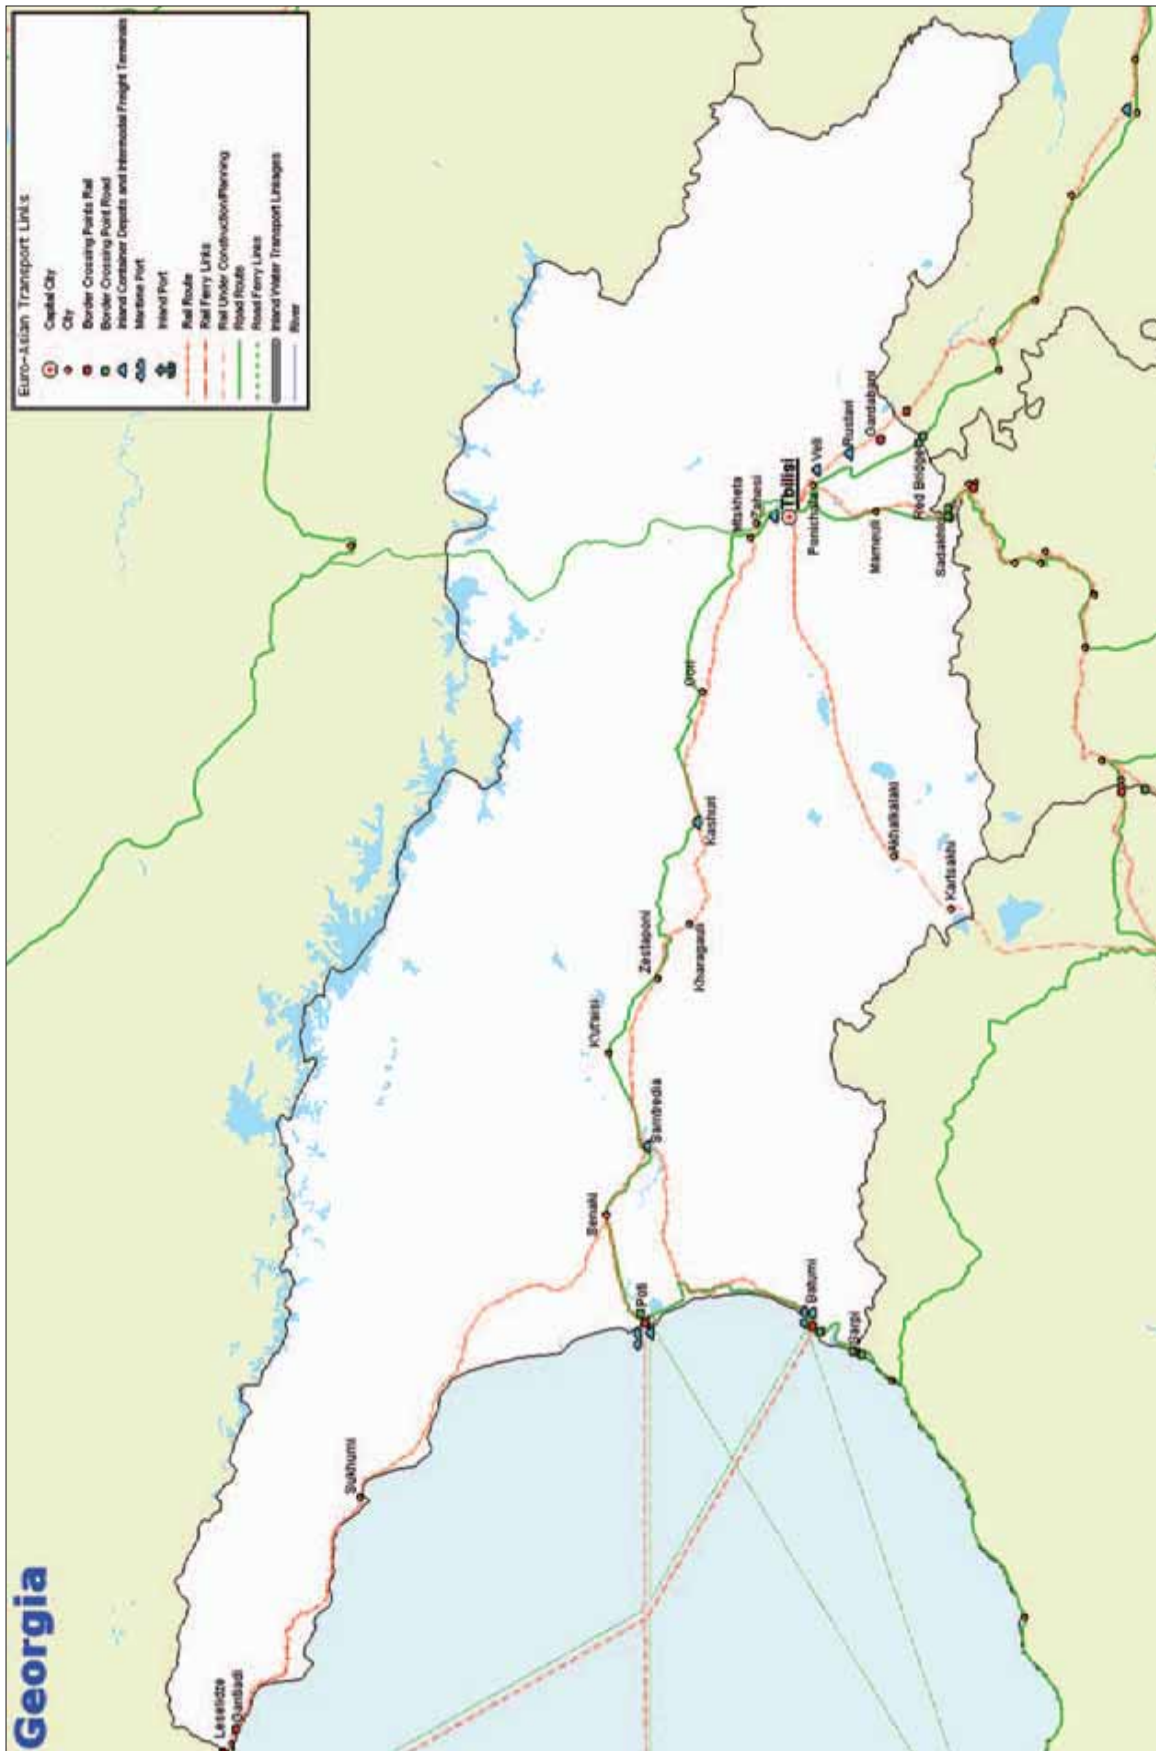 Georgia
Euro-Asian Transport Links
Capital City
City
Border Crossing Points Rail
Border Crossing Point Road
Inland Container Depots and Intermodal Freight Terminals
Maritime Port
Inland Port
Rail Route
Rail Ferry Links
Rail Under Construction/Planning
Road Route
Road Ferry Links
Inland Water Transport Linkages
River
Leselidze
Gantiadi
Sukhumi
Senaki
Poti
Batumi
Sarpi
Samtredia
Kutaisi
Zestaponi
Kharagauli
Kashuri
Gori
Akhalkalaki
Kartsakhi
Mtskheta
Zahesi
Tbilisi
Ponichala
Veli
Rustavi
Gardabani
Marneuli
Red Bridge
Sadakhlo